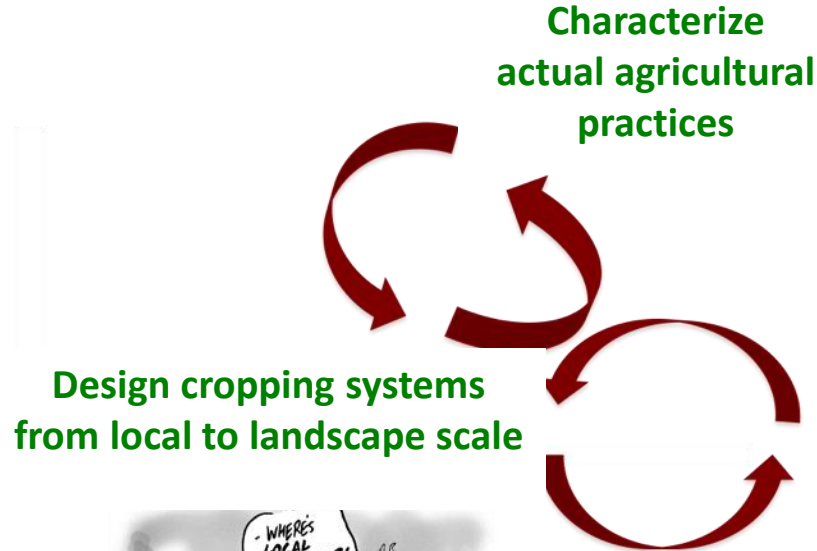 Characterize
actual agricultural
practices
Design cropping systems
from local to landscape scale
- WHERE'S
LOCAL